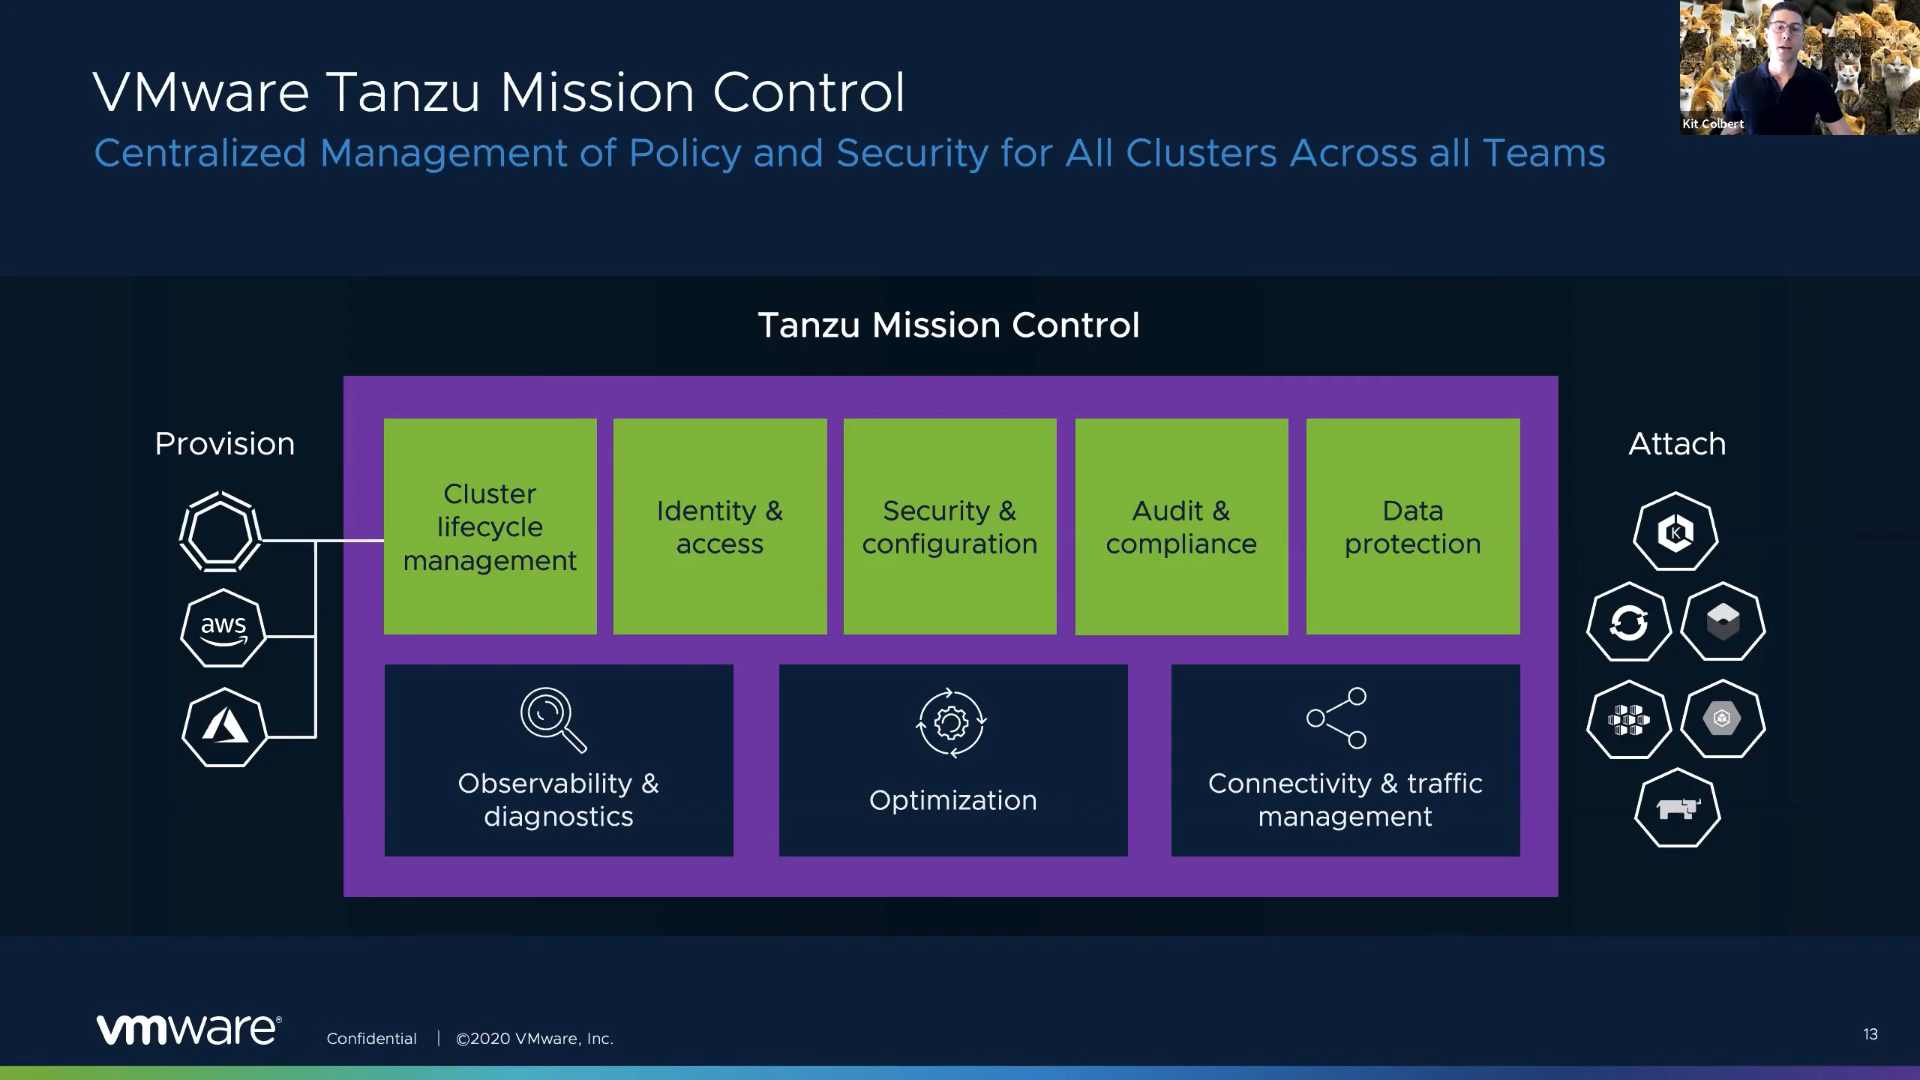 VMware Tanzu Mission Control
Centralized Management of Policy and Security for All Clusters Across all Teams
Kit Colbert
Tanzu Mission Control
Provision
aws
Cluster
lifecycle
management
Identity &
access
Security &
configuration
Audit &
compliance
Data
protection
Observability &
diagnostics
Optimization
Connectivity & traffic
management
Attach
K
vmware®
Confidential | ©2020 VMware, Inc.
13